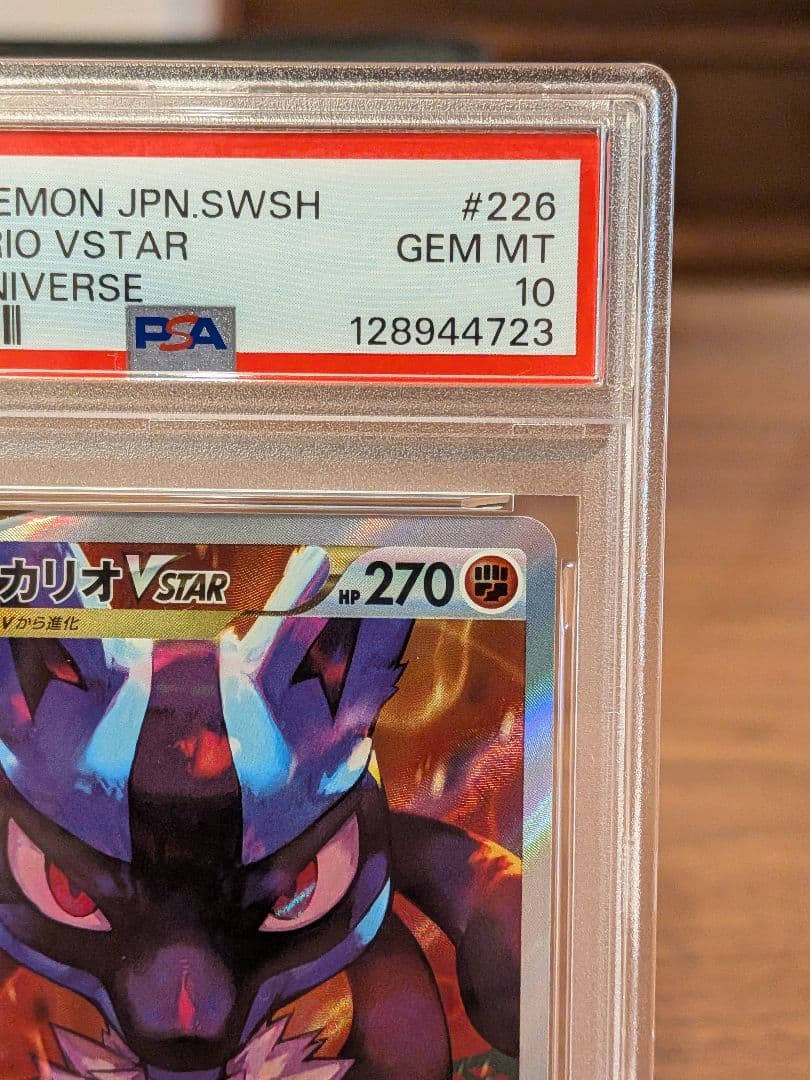 EMON JPN.SWSH #226
RIO VSTAR GEM MT
NIVERSE 10
PSA 128944723
カリオVSTAR HP 270
Vから進化